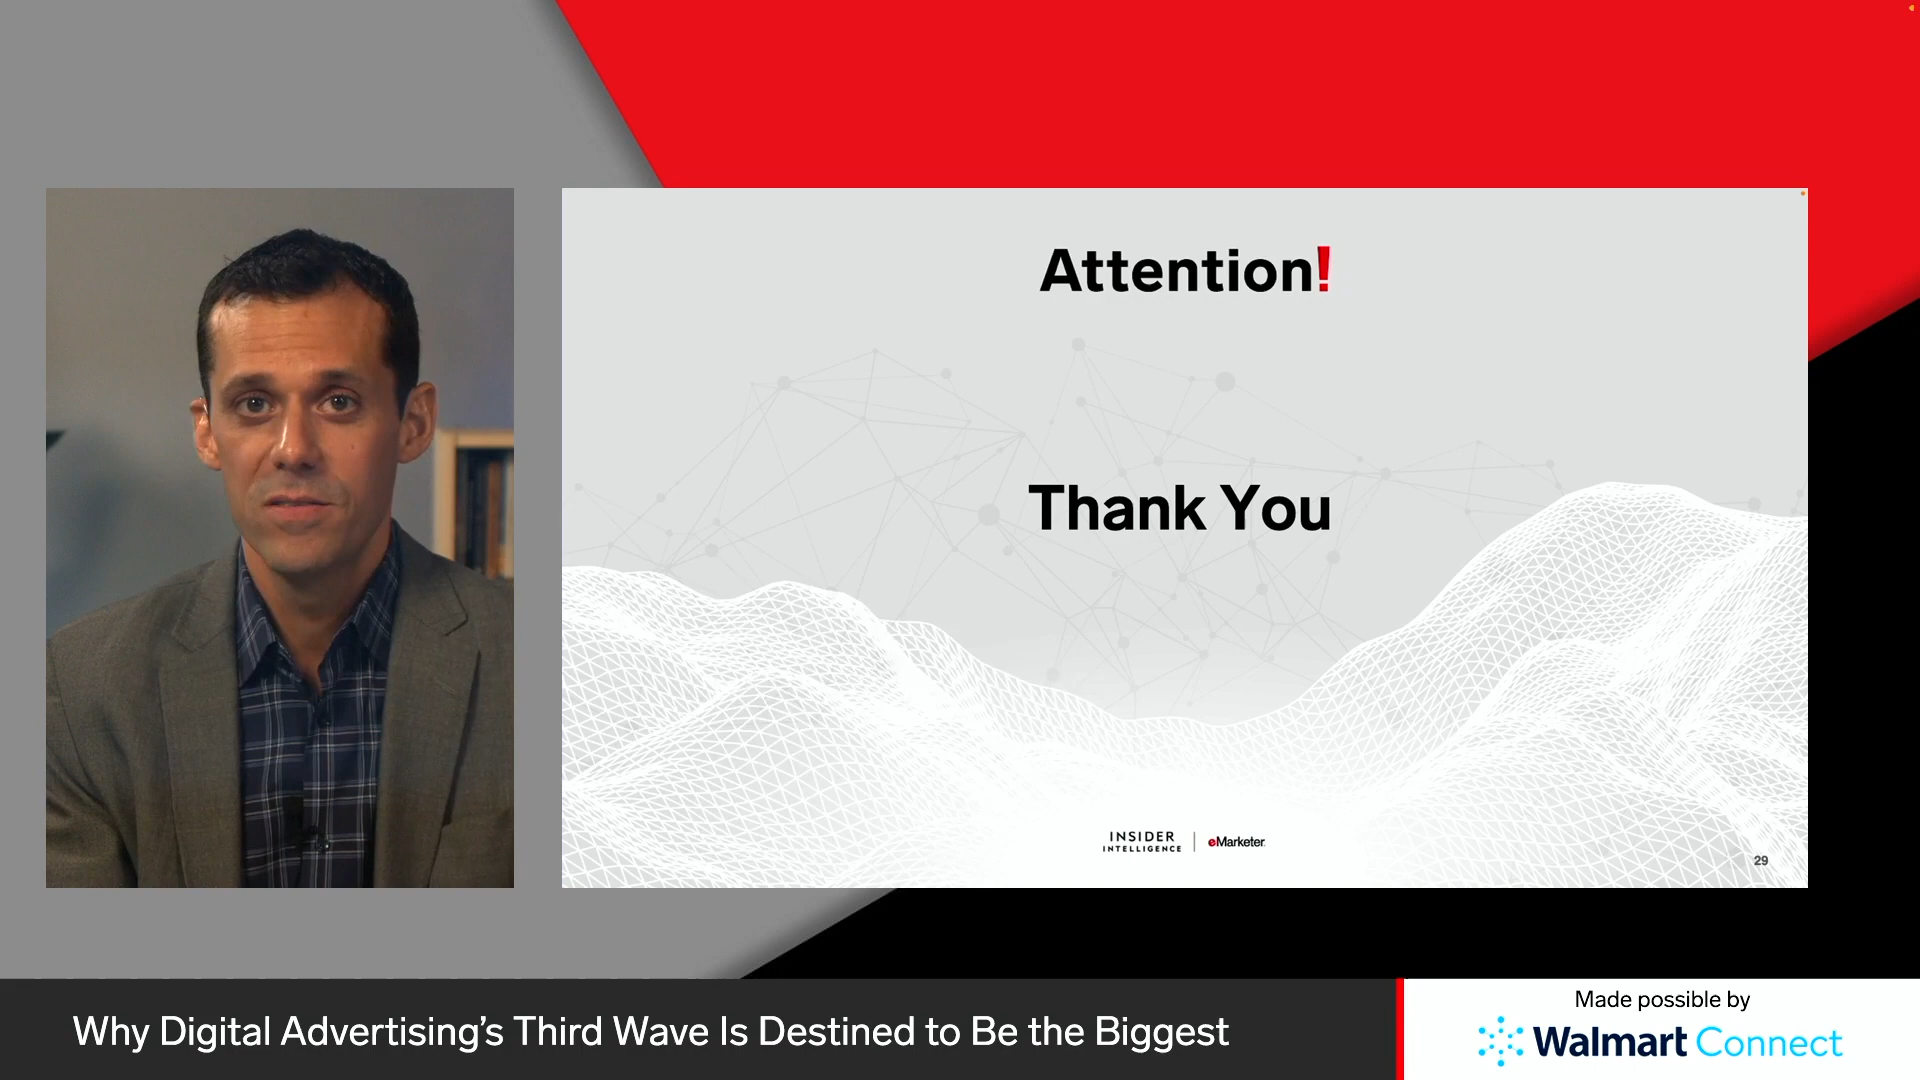 Attention!
Thank You
INSIDER
INTELLIGENCE
eMarketer
29
Why Digital Advertising’s Third Wave Is Destined to Be the Biggest
Made possible by
Walmart Connect